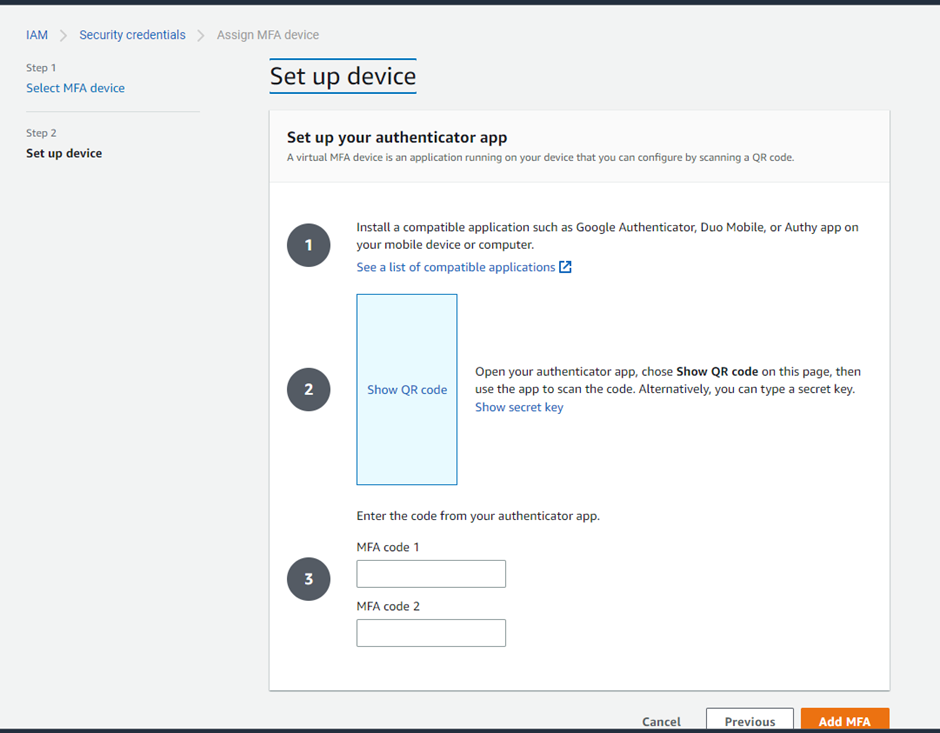 IAM > Security credentials > Assign MFA device
Step 1
Select MFA device
Step 2
Set up device
Set up device
Set up your authenticator app
A virtual MFA device is an application running on your device that you can configure by scanning a QR code.
1
Install a compatible application such as Google Authenticator, Duo Mobile, or Authy app on
your mobile device or computer.
See a list of compatible applications
2
Show QR code
Open your authenticator app, chose Show QR code on this page, then
use the app to scan the code. Alternatively, you can type a secret key.
Show secret key
3
Enter the code from your authenticator app.
MFA code 1
MFA code 2
Cancel
Previous
Add MFA